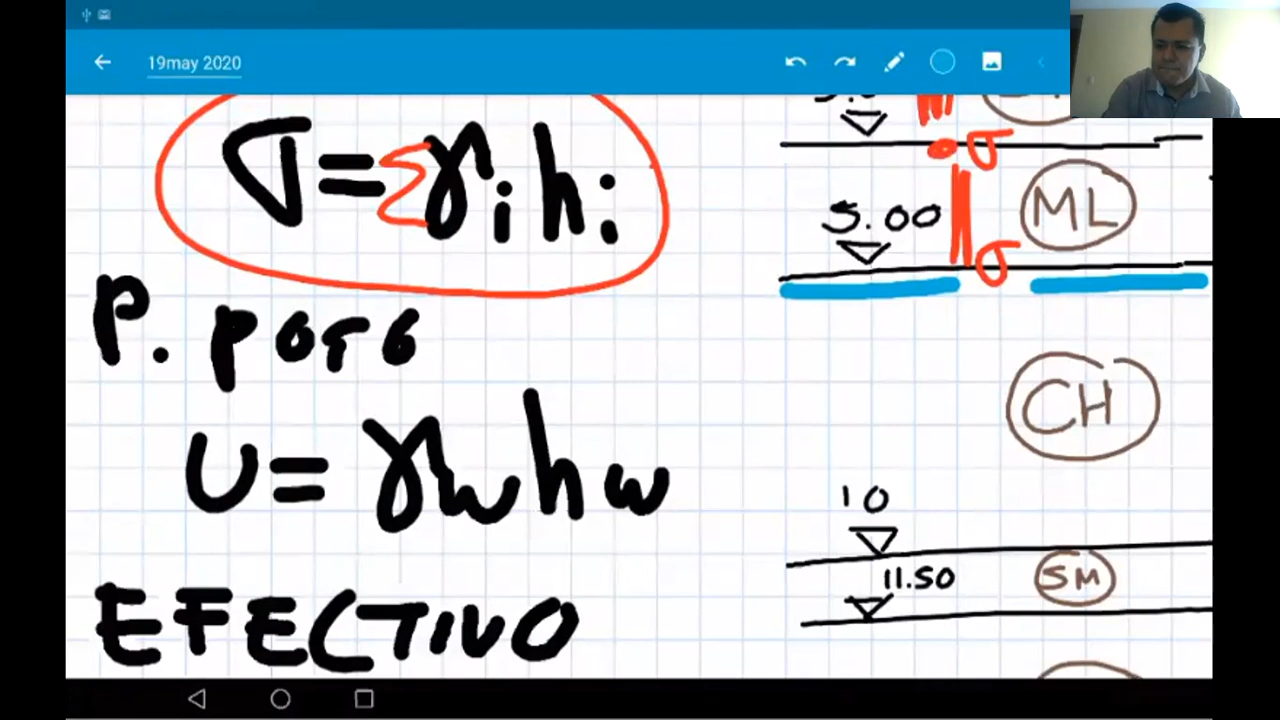 19may 2020
σ=Σγihi
P. poro
U= γwhw
EFECTIVO
σ
5.00
ML
σ
CH
10
11.50
SM